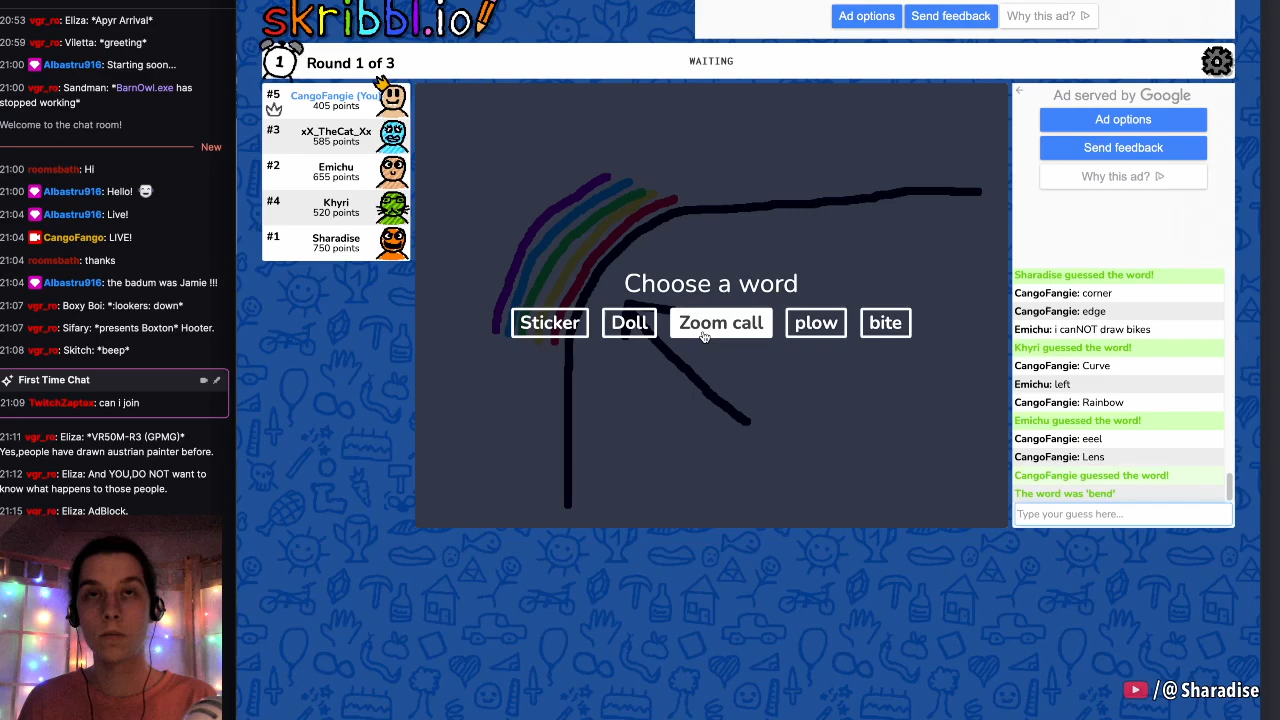 20:53 vgr_ro: Eliza: *Apyr Arrival*
20:59 vgr_ro: Viletta: *greeting*
21:00 Albastru916: Starting soon...
21:00 vgr_ro: Sandman: *BarnOwl.exe has
stopped working*
Welcome to the chat room!
New
21:00 roomsbath: Hi
21:00 Albastru916: Hello!
21:04 Albastru916: Live!
21:04 CangoFango: LIVE!
21:04 roomsbath: thanks
21:04 Albastru916: the badum was Jamie !!!
21:07 vgr_ro: Boxy Boi: *:lookers: down*
21:07 vgr_ro: Sifary: *presents Boxton* Hooter.
21:08 vgr_ro: Skitch: *beep*
First Time Chat
21:09 TwitchZaptox: can i join
21:11 vgr_ro: Eliza: *VR50M-R3 (GPMG)*
Yes,people have drawn austrian painter before.
21:12 vgr_ro: Eliza: And YOU,DO NOT want to
know what happens to those people.
21:15 vgr_ro: Eliza: AdBlock.
skribbl.io!
Ad options
Send feedback
Why this ad?
1
Round 1 of 3
WAITING
#5 CangoFangie (You)
405 points
#3 xX_TheCat_Xx
585 points
#2 Emichu
655 points
#4 Khyri
520 points
#1 Sharadise
750 points
Choose a word
Sticker
Doll
Zoom call
plow
bite
Ad served by Google
Ad options
Send feedback
Why this ad?
Sharadise guessed the word!
CangoFangie: corner
CangoFangie: edge
Emichu: i canNOT draw bikes
Khyri guessed the word!
CangoFangie: Curve
Emichu: left
CangoFangie: Rainbow
Emichu guessed the word!
CangoFangie: eeel
CangoFangie: Lens
CangoFangie guessed the word!
The word was 'bend'
Type your guess here...
/@Sharadise